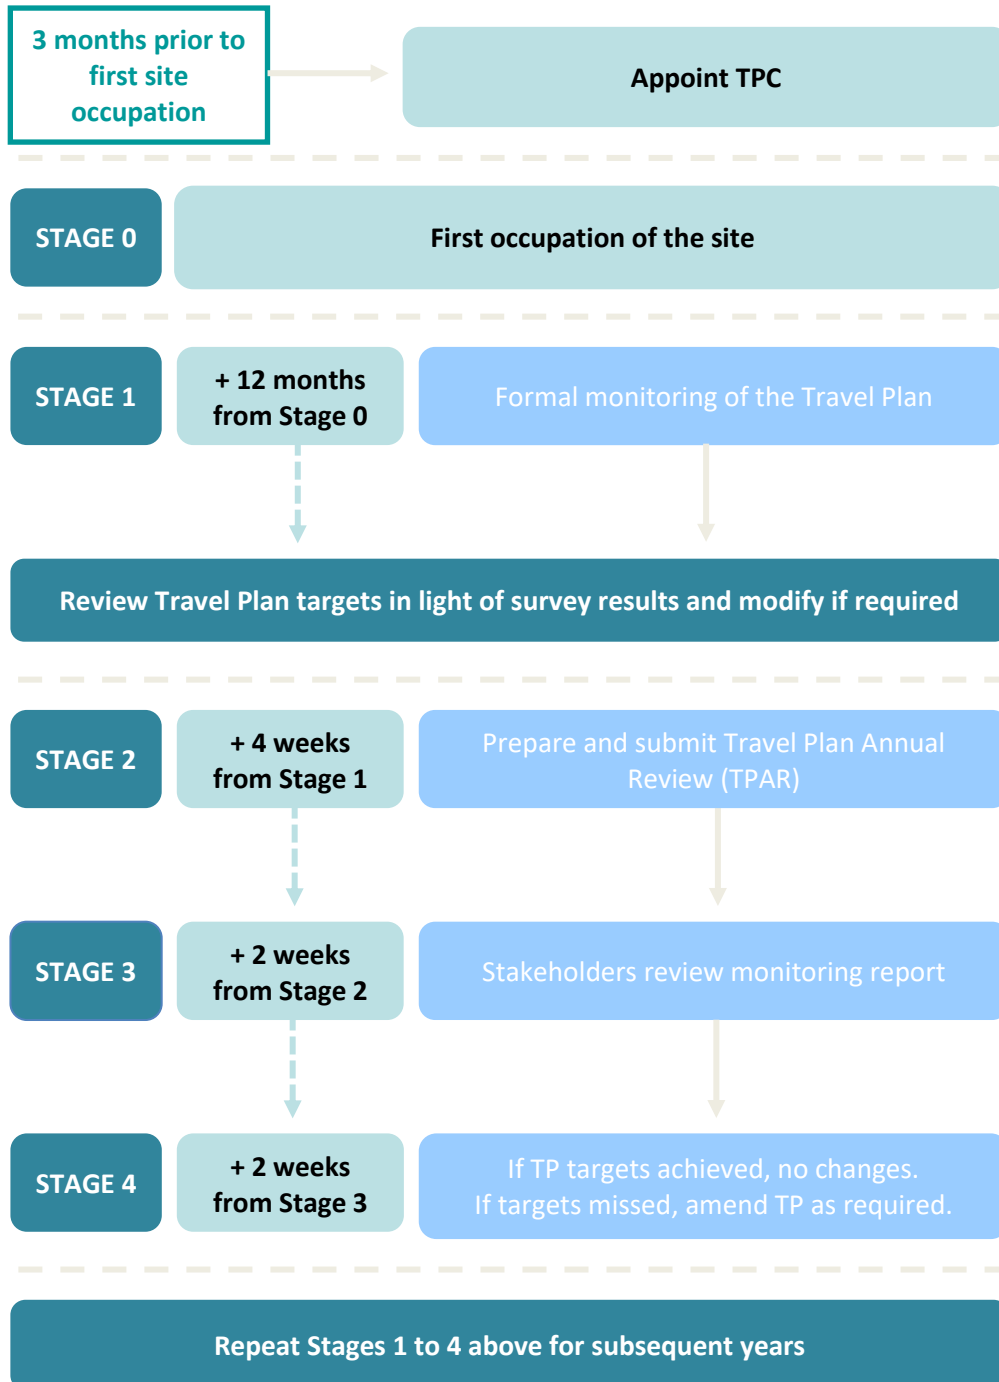 3 months prior to
first site
occupation
Appoint TPC
STAGE 0
First occupation of the site
STAGE 1
+ 12 months
from Stage 0
Formal monitoring of the Travel Plan
Review Travel Plan targets in light of survey results and modify if required
STAGE 2
+ 4 weeks
from Stage 1
Prepare and submit Travel Plan Annual
Review (TPAR)
STAGE 3
+ 2 weeks
from Stage 2
Stakeholders review monitoring report
STAGE 4
+ 2 weeks
from Stage 3
If TP targets achieved, no changes.
If targets missed, amend TP as required.
Repeat Stages 1 to 4 above for subsequent years